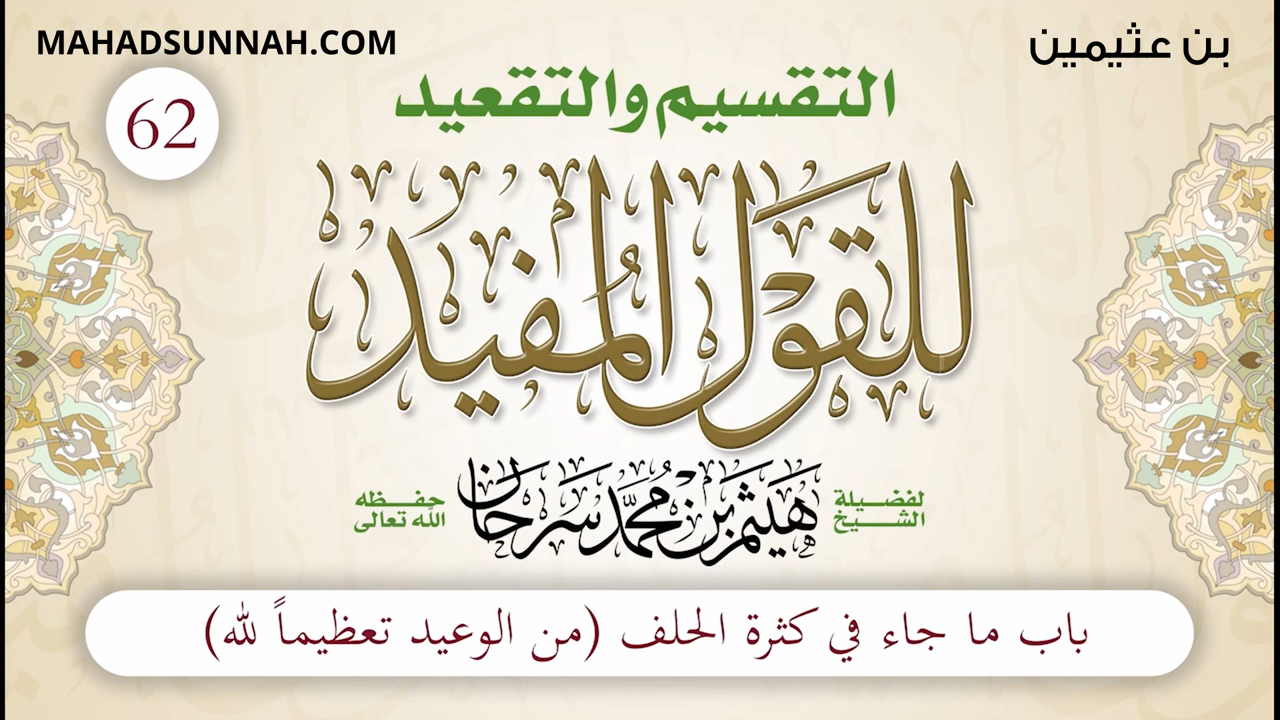 MAHADSUNNAH.COM
بن عثيمين
62
التقسيم والتقعيد
للقول المفيد
لفضيلة الشيخ
هيثم بن محمد سرحان
حفظه الله تعالى
باب ما جاء في كثرة الحلف (من الوعيد تعظيماً لله)